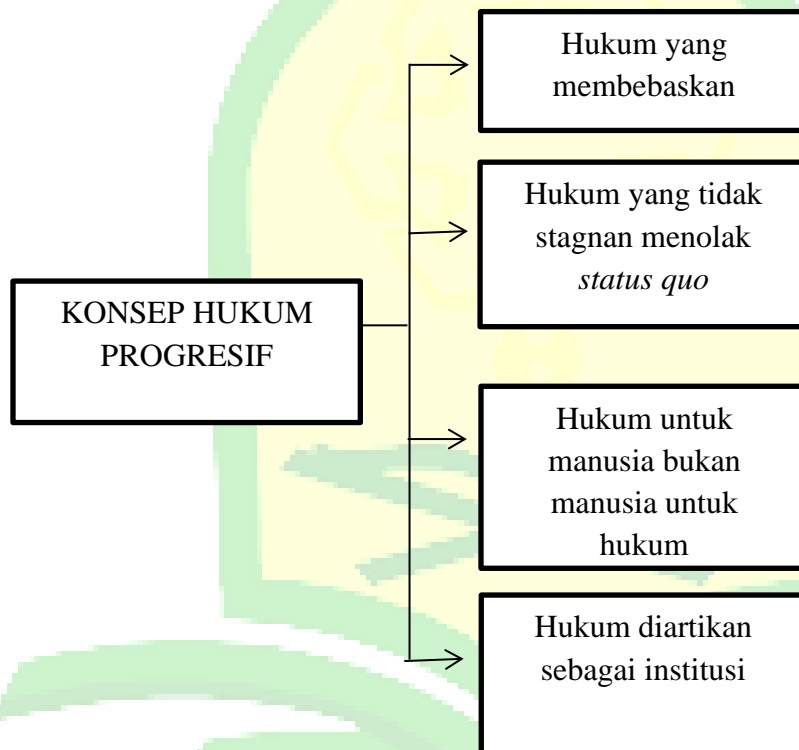 Hukum yang
membebaskan
Hukum yang tidak
stagnan menolak
status quo
KONSEP HUKUM
PROGRESIF
Hukum untuk
manusia bukan
manusia untuk
hukum
Hukum diartikan
sebagai institusi